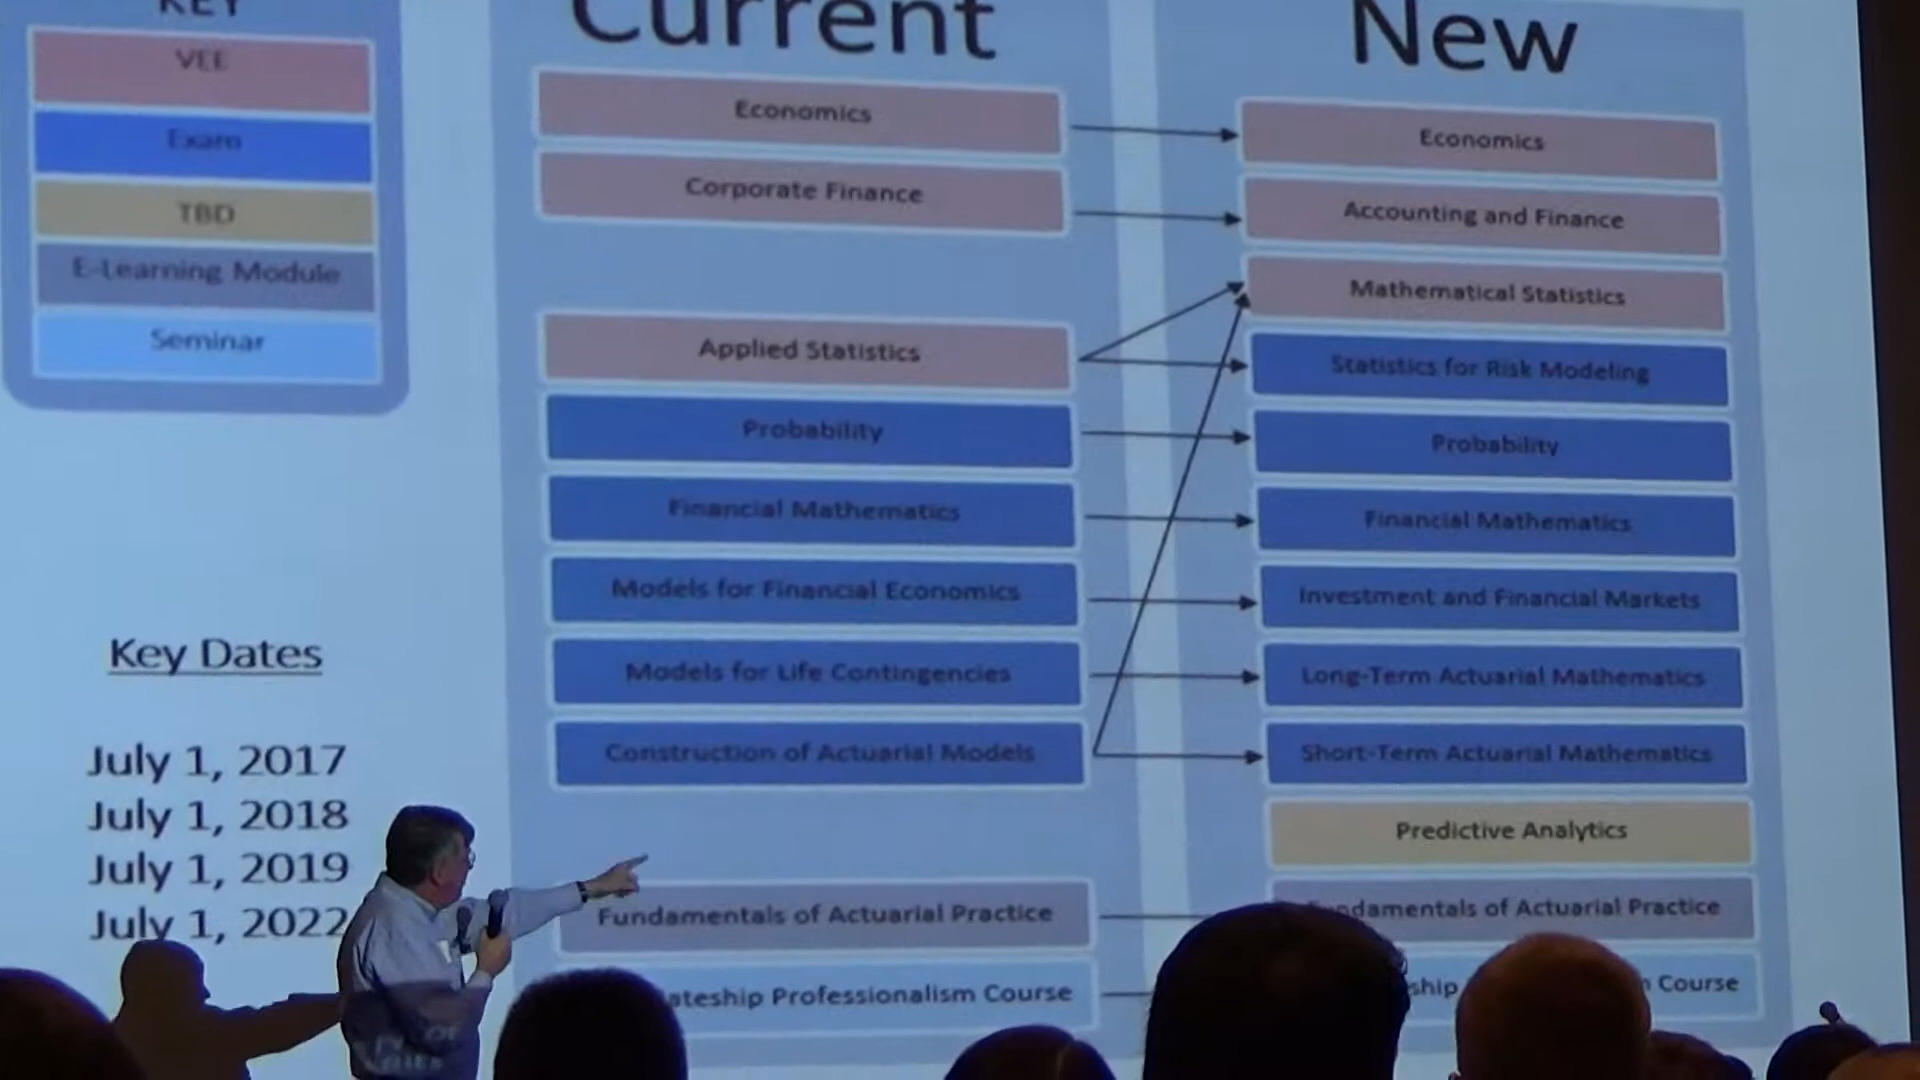 KEY
VEE
Exam
TBD
E-Learning Module
Seminar
Key Dates
July 1, 2017
July 1, 2018
July 1, 2019
July 1, 2022
Current
Economics
Corporate Finance
Applied Statistics
Probability
Financial Mathematics
Models for Financial Economics
Models for Life Contingencies
Construction of Actuarial Models
Fundamentals of Actuarial Practice
ateship Professionalism Course
New
Economics
Accounting and Finance
Mathematical Statistics
Statistics for Risk Modeling
Probability
Financial Mathematics
Investment and Financial Markets
Long-Term Actuarial Mathematics
Short-Term Actuarial Mathematics
Predictive Analytics
ndamentals of Actuarial Practice
ship Course